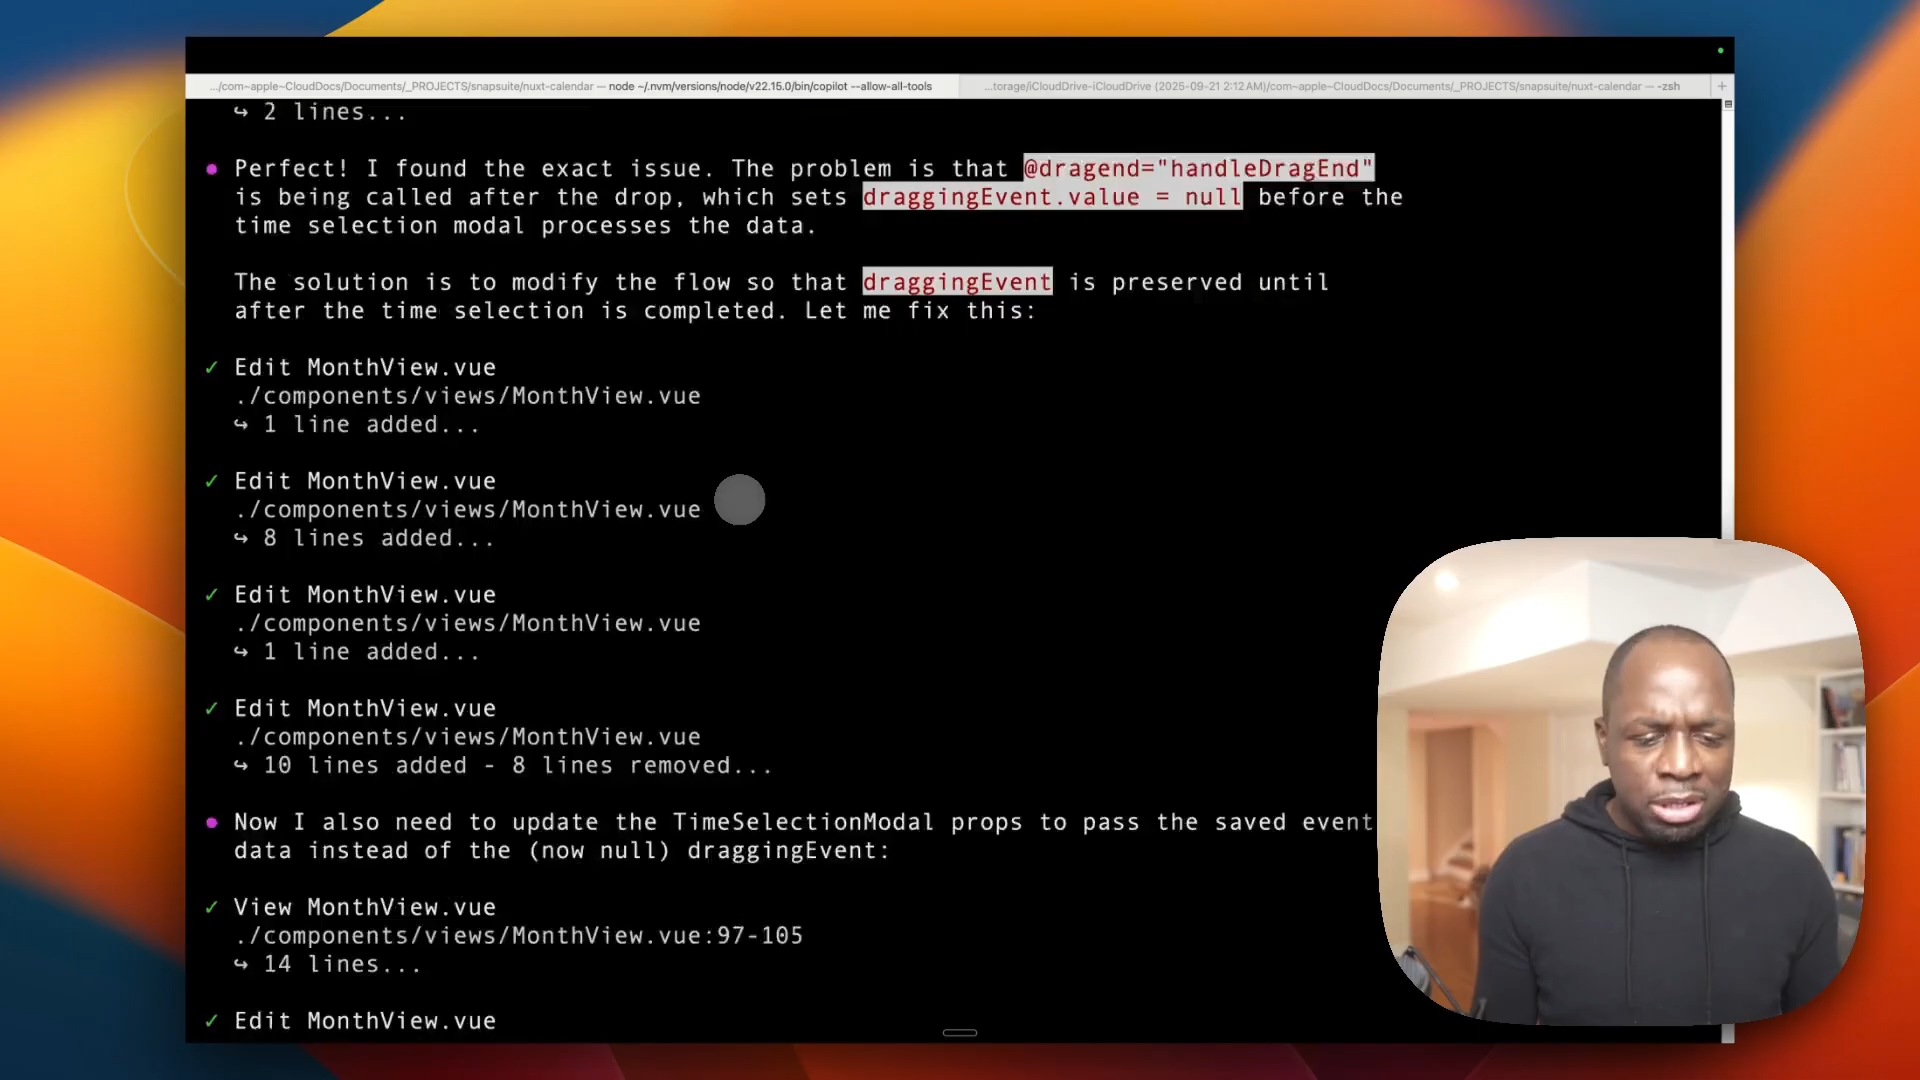 .../com~apple~CloudDocs/Documents/_PROJECTS/snapsuite/nuxt-calendar — node ~/.nvm/versions/node/v22.15.0/bin/copilot --allow-all-tools
...torage/iCloudDrive-iCloudDrive (2025-09-21 2:12 AM)/com~apple~CloudDocs/Documents/_PROJECTS/snapsuite/nuxt-calendar — -zsh
↪ 2 lines...
● Perfect! I found the exact issue. The problem is that @dragend="handleDragEnd"
is being called after the drop, which sets draggingEvent.value = null before the
time selection modal processes the data.
The solution is to modify the flow so that draggingEvent is preserved until
after the time selection is completed. Let me fix this:
✓ Edit MonthView.vue
./components/views/MonthView.vue
↪ 1 line added...
✓ Edit MonthView.vue
./components/views/MonthView.vue
↪ 8 lines added...
✓ Edit MonthView.vue
./components/views/MonthView.vue
↪ 1 line added...
✓ Edit MonthView.vue
./components/views/MonthView.vue
↪ 10 lines added - 8 lines removed...
● Now I also need to update the TimeSelectionModal props to pass the saved event
data instead of the (now null) draggingEvent:
✓ View MonthView.vue
./components/views/MonthView.vue:97-105
↪ 14 lines...
✓ Edit MonthView.vue